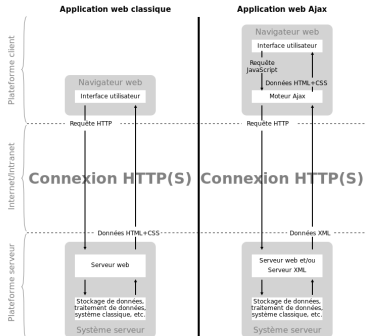 Application web classique
Application web Ajax
Plateforme client
Navigateur web
Interface utilisateur
Navigateur web
Interface utilisateur
Requête
JavaScript
Données HTML+CSS
Moteur Ajax
Requête HTTP
Requête HTTP
Internet/intranet
Connexion HTTP(S)
Connexion HTTP(S)
Données HTML+CSS
Données XML
Plateforme serveur
Serveur web
Serveur web et/ou
Serveur XML
Stockage de données,
traitement de données,
système classique, etc.
Stockage de données,
traitement de données,
système classique, etc.
Système serveur
Système serveur